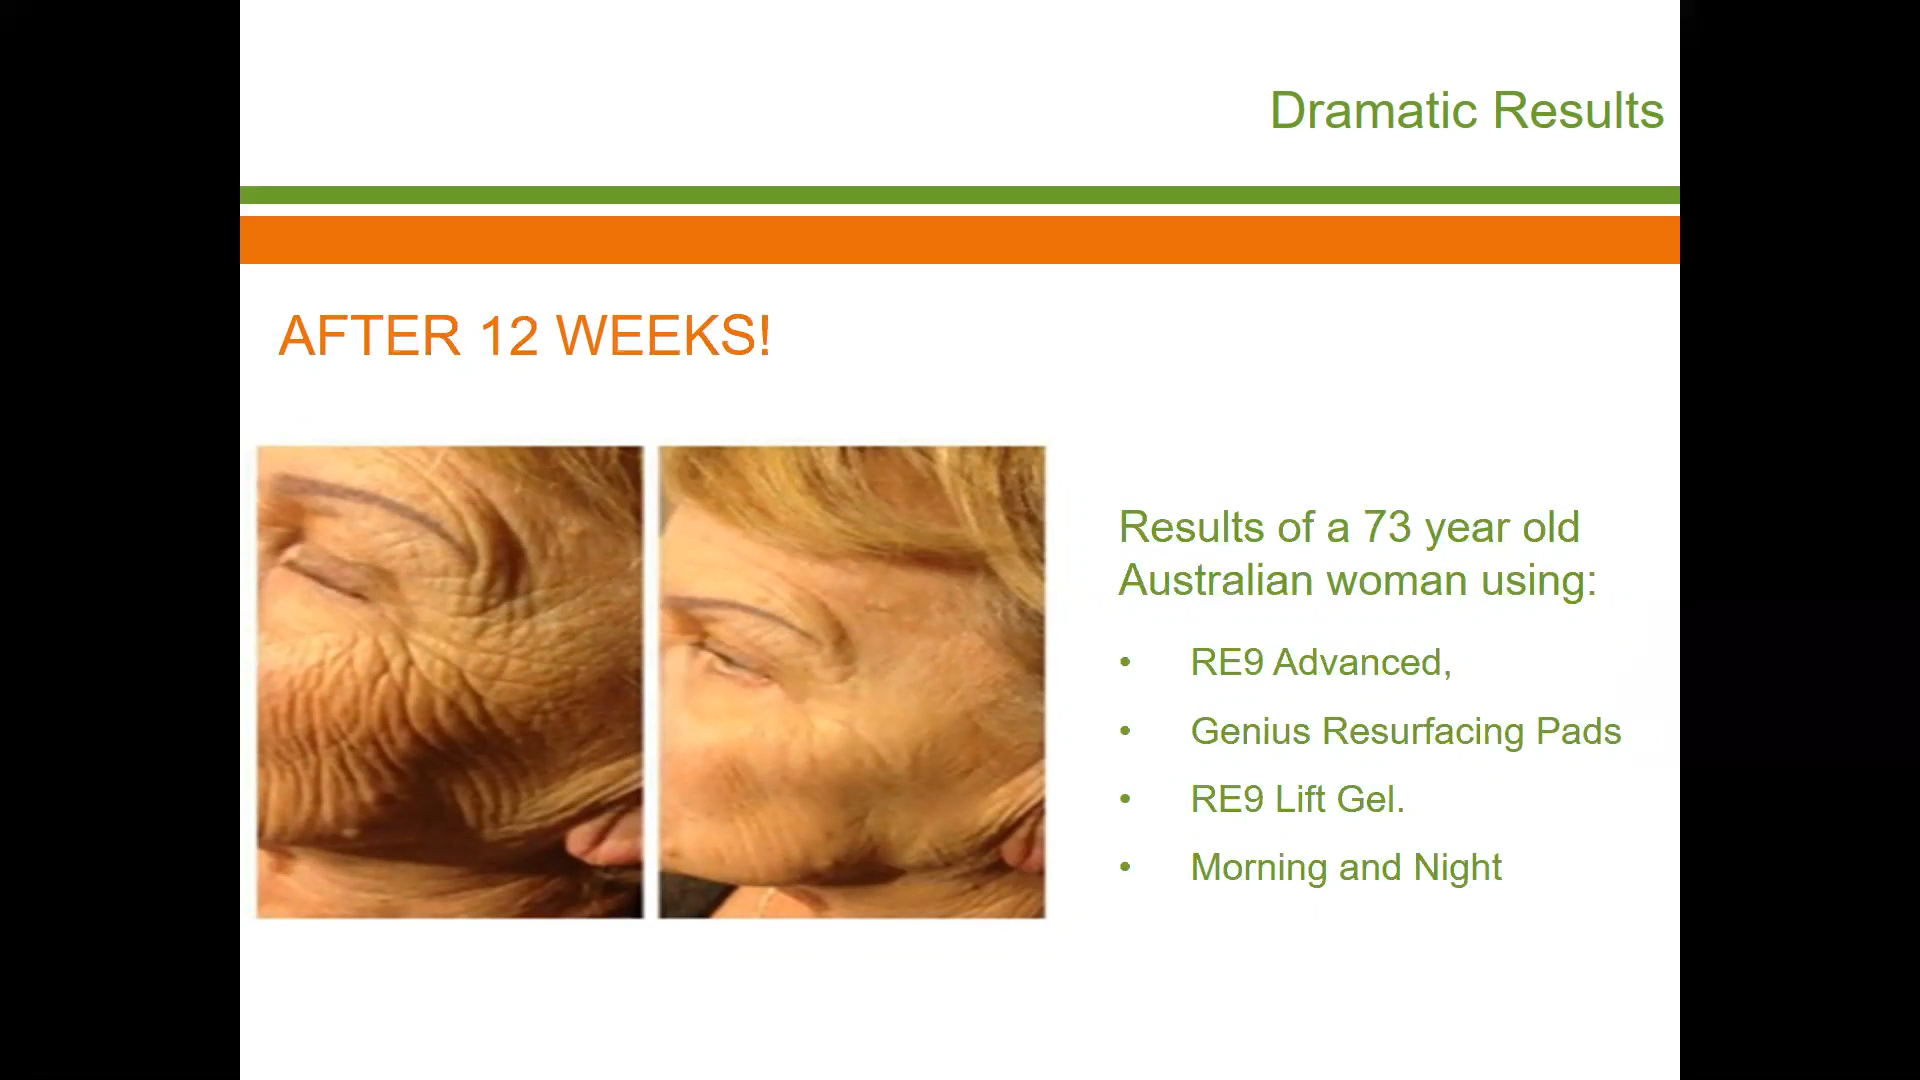 Dramatic Results
AFTER 12 WEEKS!
Results of a 73 year old
Australian woman using:
• RE9 Advanced,
• Genius Resurfacing Pads
• RE9 Lift Gel.
• Morning and Night